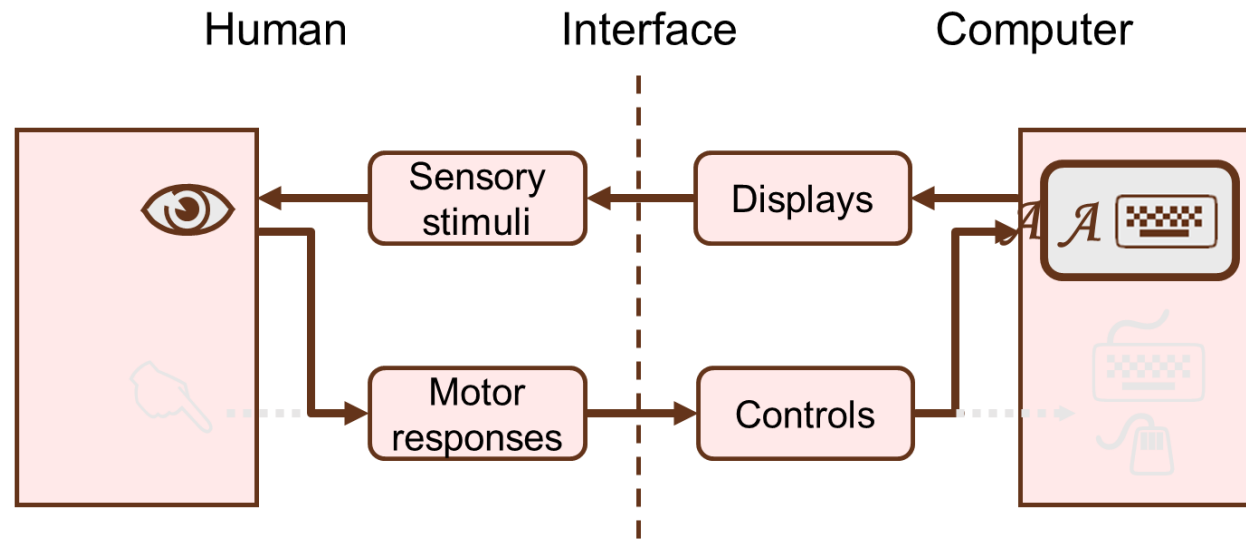 Human
Interface
Computer
Sensory
stimuli
Displays
A
A
Motor
responses
Controls